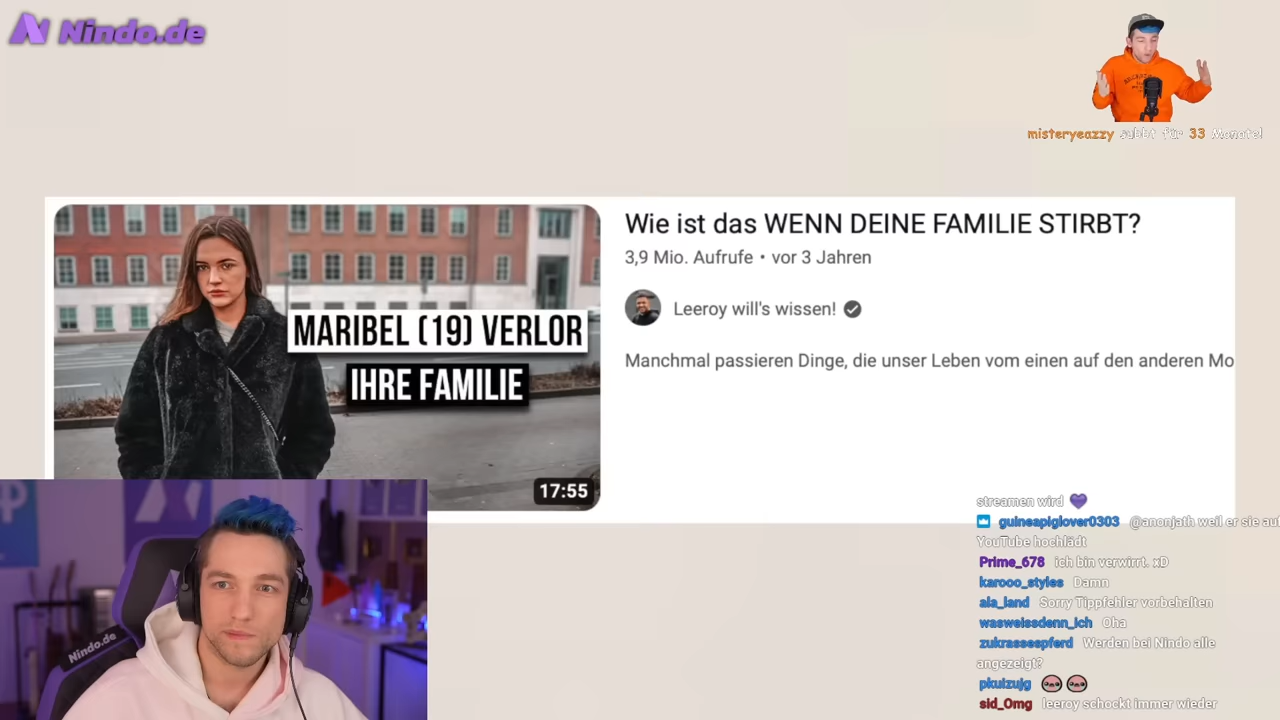 Nindo.de
misteryeazzy subbt für 33 Monate!
Wie ist das WENN DEINE FAMILIE STIRBT?
3,9 Mio. Aufrufe • vor 3 Jahren
Leeroy will's wissen!
Manchmal passieren Dinge, die unser Leben vom einen auf den anderen Mo
MARIBEL (19) VERLOR
IHRE FAMILIE
17:55
Nindo.de
streamen wird
guineapiglover0303 @anonjath weil er sie auf
YouTube hochlädt
Prime_678 ich bin verwirrt. xD
karooo_styles Damn
ala_land Sorry Tippfehler vorbehalten
wasweissdenn_ich Oha
zukrassespferd Werden bei Nindo alle
angezeigt?
pkuizujg
sid_Omg leeroy schockt immer wieder